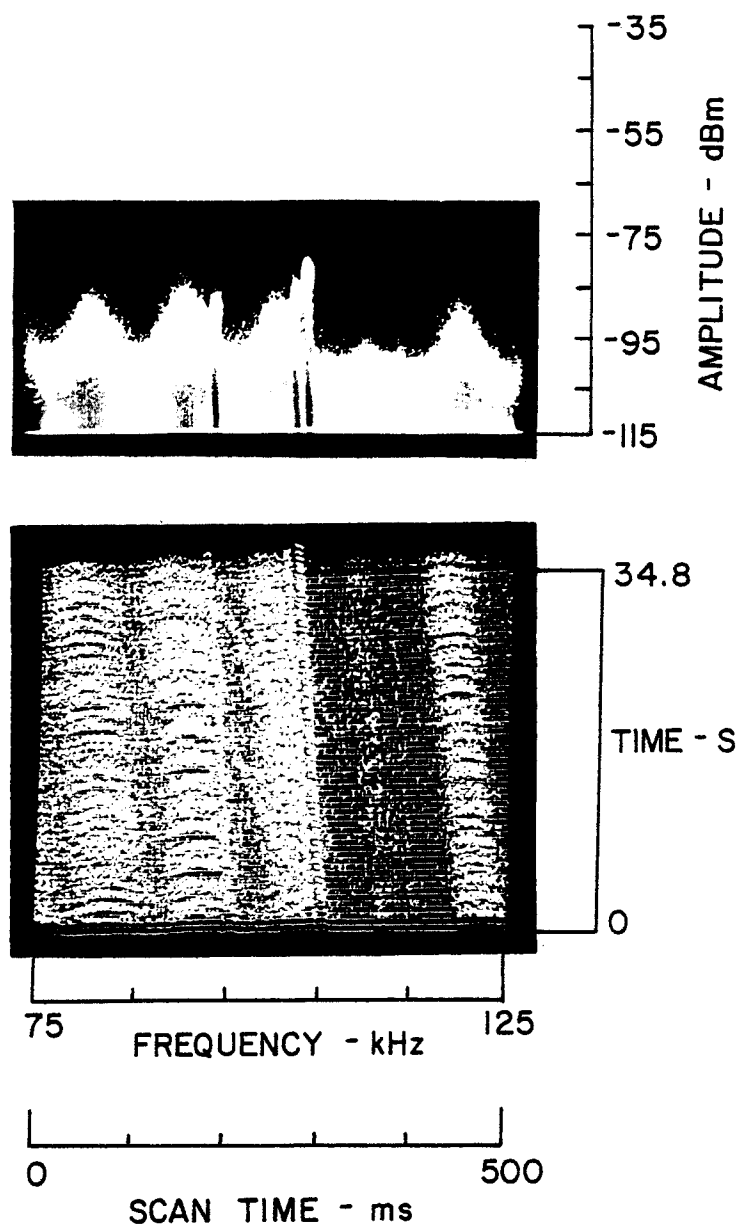 -35
-55
-75
-95
-115
AMPLITUDE - dBm
34.8
TIME - S
0
75
125
FREQUENCY - kHz
0
500
SCAN TIME - ms